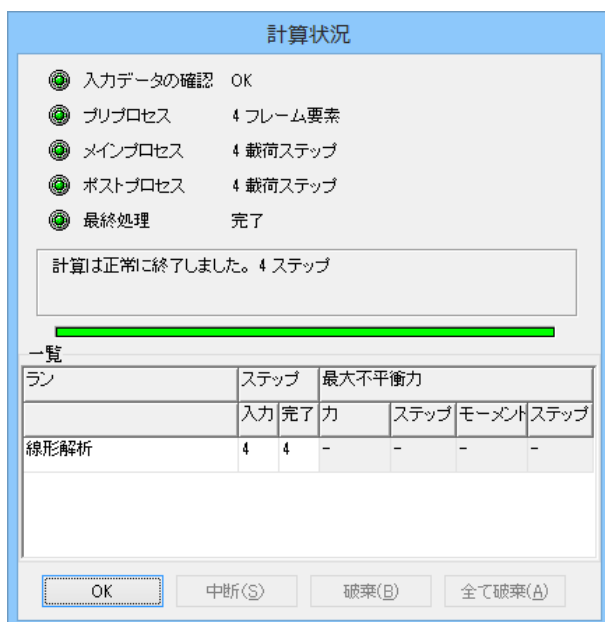 計算状況
入力データの確認 OK
プリプロセス 4 フレーム要素
メインプロセス 4 載荷ステップ
ポストプロセス 4 載荷ステップ
最終処理 完了
計算は正常に終了しました。4 ステップ
一覧
ラン ステップ 最大不平衡力
入力 完了 力 ステップ モーメント ステップ
線形解析 4 4 - - - -
OK 中断(S) 破棄(B) 全て破棄(A)